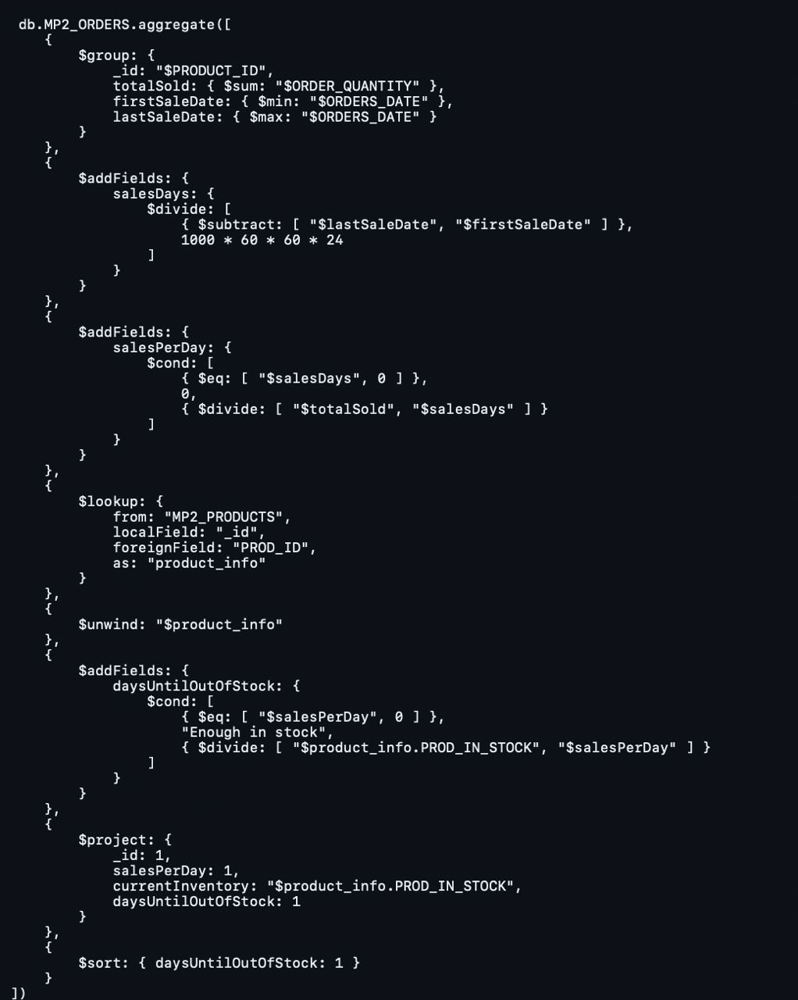 db.MP2_ORDERS.aggregate([
    {
        $group: {
            _id: "$PRODUCT_ID",
            totalSold: { $sum: "$ORDER_QUANTITY" },
            firstSaleDate: { $min: "$ORDERS_DATE" },
            lastSaleDate: { $max: "$ORDERS_DATE" }
        }
    },
    {
        $addFields: {
            salesDays: {
                $divide: [
                    { $subtract: [ "$lastSaleDate", "$firstSaleDate" ] },
                    1000 * 60 * 60 * 24
                ]
            }
        }
    },
    {
        $addFields: {
            salesPerDay: {
                $cond: [
                    { $eq: [ "$salesDays", 0 ] },
                    0,
                    { $divide: [ "$totalSold", "$salesDays" ] }
                ]
            }
        }
    },
    {
        $lookup: {
            from: "MP2_PRODUCTS",
            localField: "_id",
            foreignField: "PROD_ID",
            as: "product_info"
        }
    },
    {
        $unwind: "$product_info"
    },
    {
        $addFields: {
            daysUntilOutOfStock: {
                $cond: [
                    { $eq: [ "$salesPerDay", 0 ] },
                    "Enough in stock",
                    { $divide: [ "$product_info.PROD_IN_STOCK", "$salesPerDay" ] }
                ]
            }
        }
    },
    {
        $project: {
            _id: 1,
            salesPerDay: 1,
            currentInventory: "$product_info.PROD_IN_STOCK",
            daysUntilOutOfStock: 1
        }
    },
    {
        $sort: { daysUntilOutOfStock: 1 }
    }
])